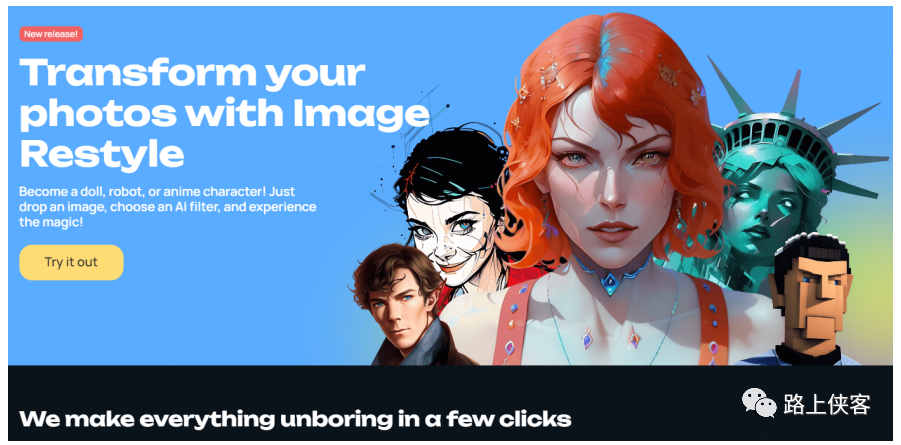 New release!
Transform your
photos with Image
Restyle
Become a doll, robot, or anime character! Just
drop an image, choose an AI filter, and experience
the magic!
Try it out
We make everything unboring in a few clicks
路上侠客